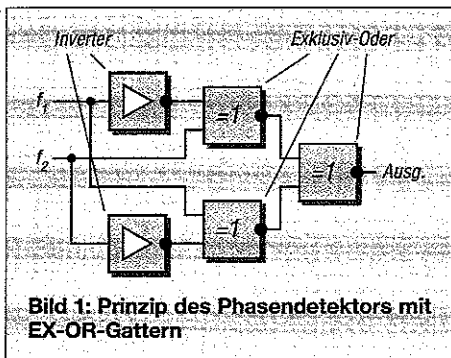 Inverter
Exklusiv-Oder
f₁
=1
f₂
=1
Ausg.
=1
Bild 1: Prinzip des Phasendetektors mit
EX-OR-Gattern